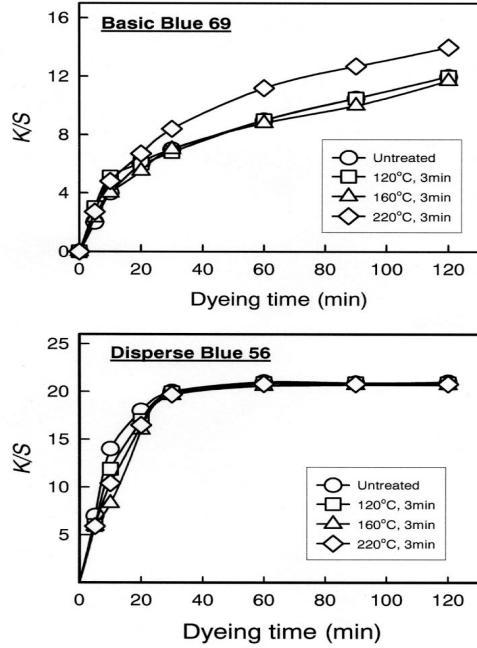 Basic Blue 69
16
12
8
4
0
K/S
Untreated
120°C, 3min
160°C, 3min
220°C, 3min
0 20 40 60 80 100 120
Dyeing time (min)
Disperse Blue 56
25
20
15
10
5
K/S
Untreated
120°C, 3min
160°C, 3min
220°C, 3min
0 20 40 60 80 100 120
Dyeing time (min)